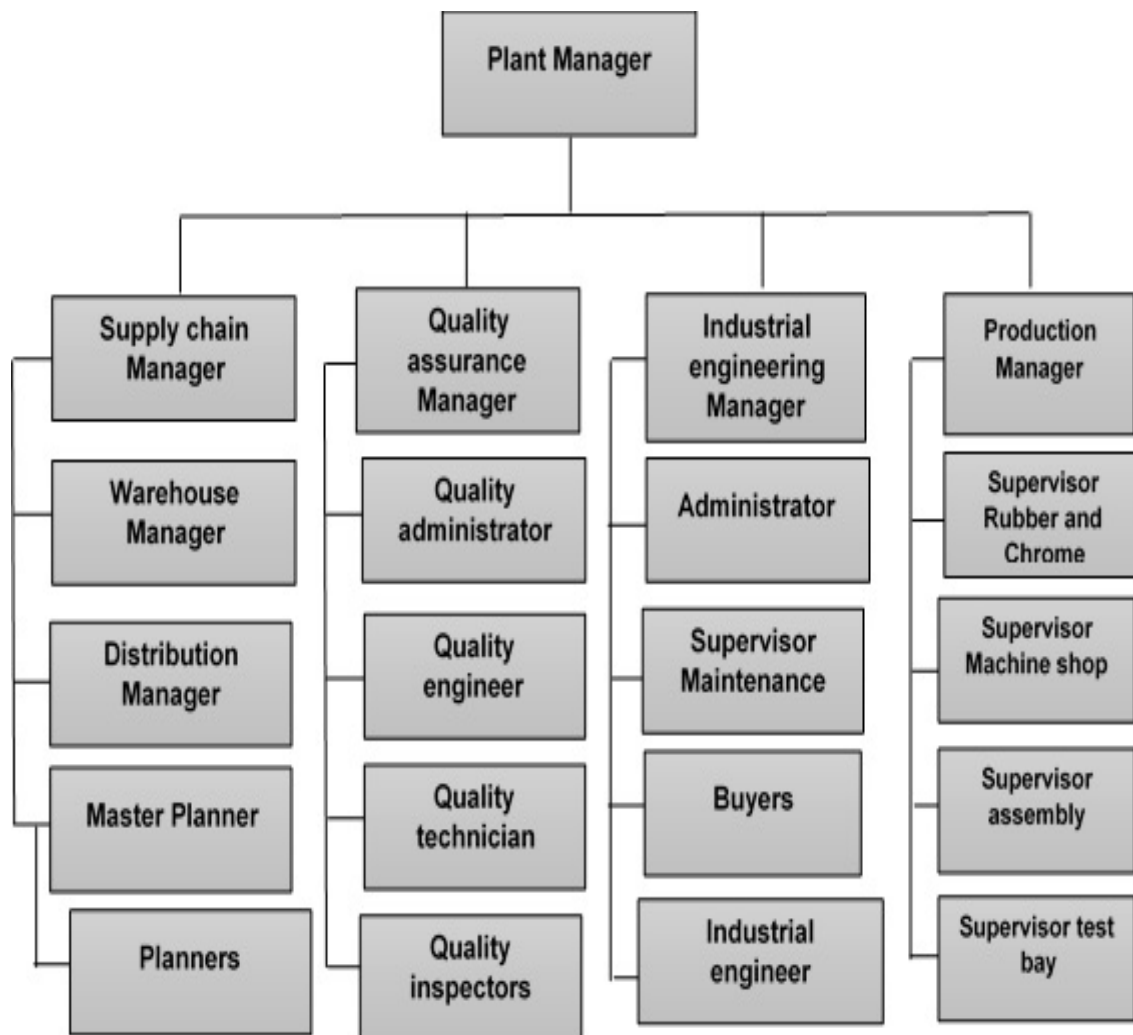 Plant Manager
Supply chain
Manager
Warehouse
Manager
Distribution
Manager
Master Planner
Planners
Quality
assurance
Manager
Quality
administrator
Quality
engineer
Quality
technician
Quality
inspectors
Industrial
engineering
Manager
Administrator
Supervisor
Maintenance
Buyers
Industrial
engineer
Production
Manager
Supervisor
Rubber and
Chrome
Supervisor
Machine shop
Supervisor
assembly
Supervisor test
bay